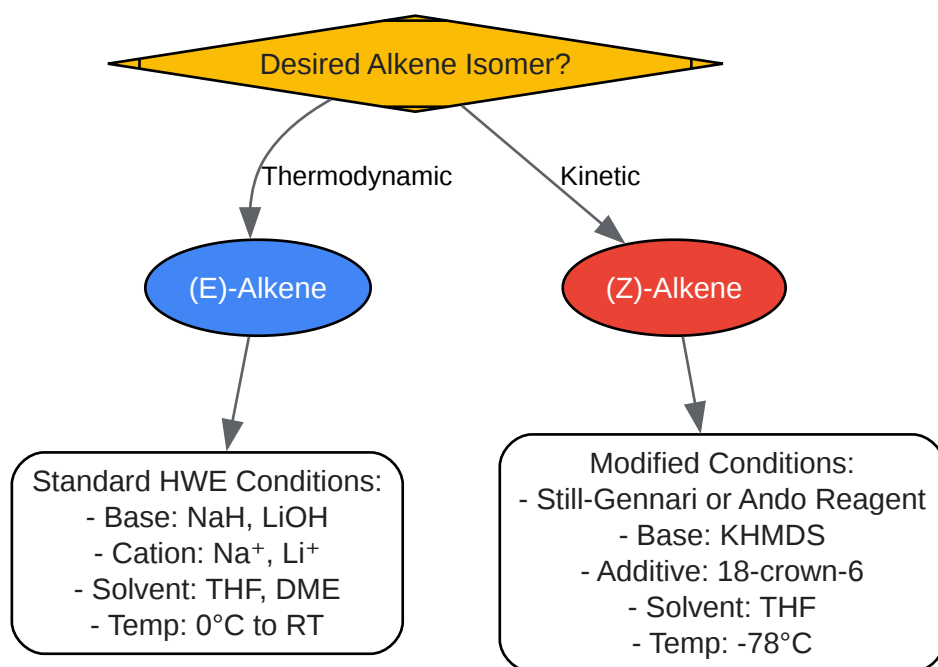 Desired Alkene Isomer?
Thermodynamic
Kinetic
(E)-Alkene
(Z)-Alkene
Standard HWE Conditions:
- Base: NaH, LiOH
- Cation: Na⁺, Li⁺
- Solvent: THF, DME
- Temp: 0°C to RT
Modified Conditions:
- Still-Gennari or Ando Reagent
- Base: KHMDS
- Additive: 18-crown-6
- Solvent: THF
- Temp: -78°C